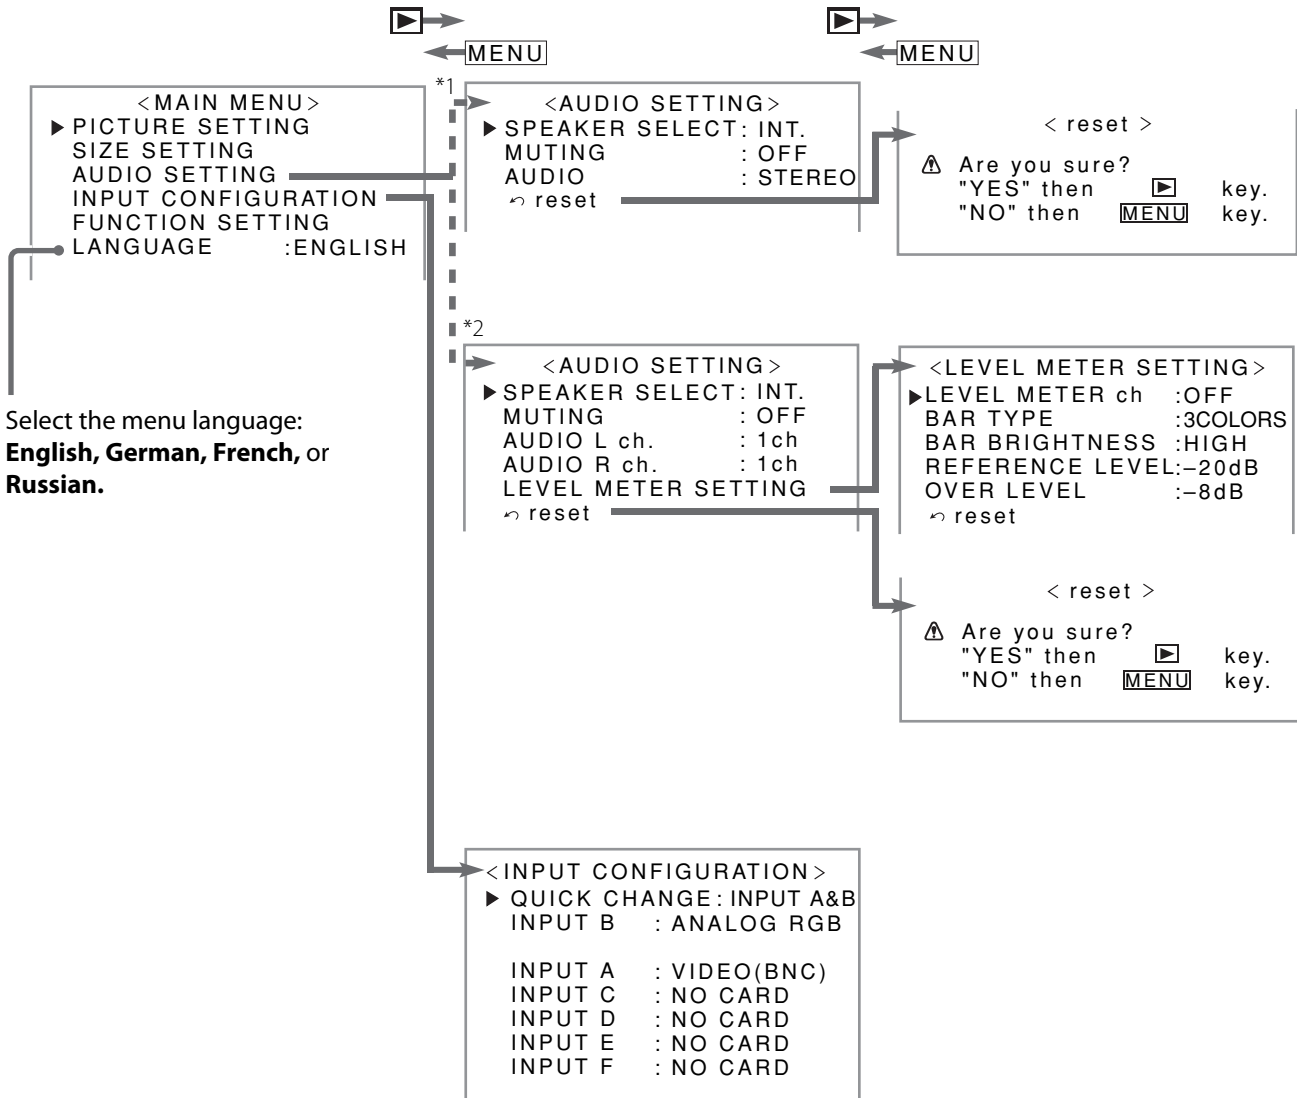 MENU
MENU
<MAIN MENU>
▶ PICTURE SETTING
SIZE SETTING
AUDIO SETTING
INPUT CONFIGURATION
FUNCTION SETTING
LANGUAGE :ENGLISH
Select the menu language:
English, German, French, or
Russian.
*1
<AUDIO SETTING>
▶ SPEAKER SELECT: INT.
MUTING : OFF
AUDIO : STEREO
↶ reset
< reset >
⚠ Are you sure?
"YES" then ▶ key.
"NO" then MENU key.
*2
<AUDIO SETTING>
▶ SPEAKER SELECT: INT.
MUTING : OFF
AUDIO L ch. : 1ch
AUDIO R ch. : 1ch
LEVEL METER SETTING
↶ reset
<LEVEL METER SETTING>
▶LEVEL METER ch :OFF
BAR TYPE :3COLORS
BAR BRIGHTNESS :HIGH
REFERENCE LEVEL:–20dB
OVER LEVEL :–8dB
↶ reset
< reset >
⚠ Are you sure?
"YES" then ▶ key.
"NO" then MENU key.
<INPUT CONFIGURATION>
▶ QUICK CHANGE: INPUT A&B
INPUT B : ANALOG RGB
INPUT A : VIDEO(BNC)
INPUT C : NO CARD
INPUT D : NO CARD
INPUT E : NO CARD
INPUT F : NO CARD